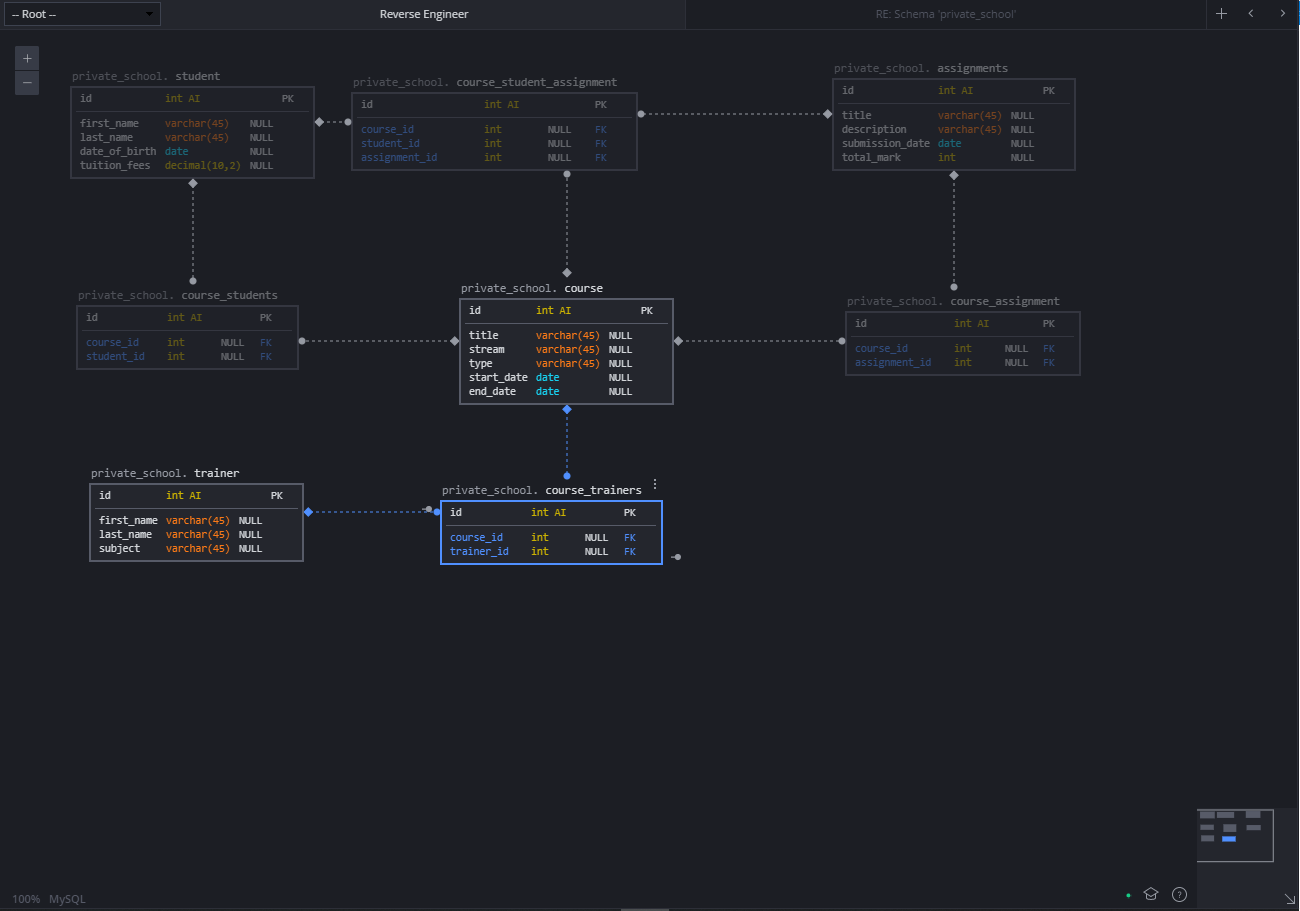 -- Root --
Reverse Engineer
RE: Schema 'private_school'
private_school. student
id int AI PK
first_name varchar(45) NULL
last_name varchar(45) NULL
date_of_birth date NULL
tuition_fees decimal(10,2) NULL
private_school. course_student_assignment
id int AI PK
course_id int NULL FK
student_id int NULL FK
assignment_id int NULL FK
private_school. assignments
id int AI PK
title varchar(45) NULL
description varchar(45) NULL
submission_date date NULL
total_mark int NULL
private_school. course_students
id int AI PK
course_id int NULL FK
student_id int NULL FK
private_school. course
id int AI PK
title varchar(45) NULL
stream varchar(45) NULL
type varchar(45) NULL
start_date date NULL
end_date date NULL
private_school. course_assignment
id int AI PK
course_id int NULL FK
assignment_id int NULL FK
private_school. trainer
id int AI PK
first_name varchar(45) NULL
last_name varchar(45) NULL
subject varchar(45) NULL
private_school. course_trainers
id int AI PK
course_id int NULL FK
trainer_id int NULL FK
100% MySQL